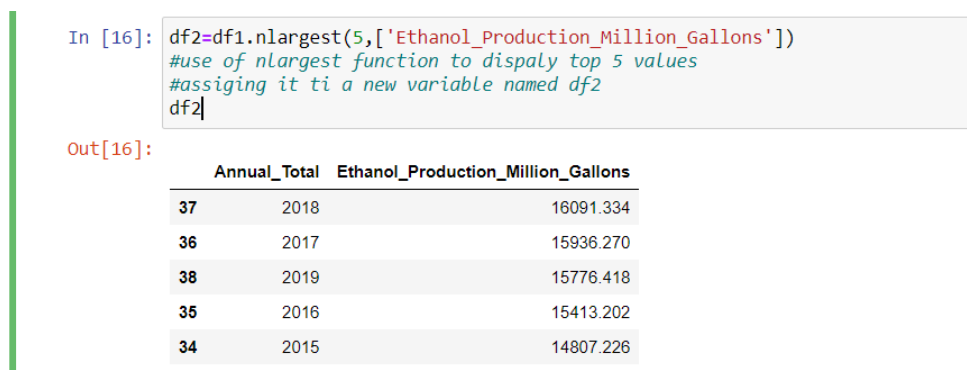 In [16]: df2=df1.nlargest(5,['Ethanol_Production_Million_Gallons'])
#use of nlargest function to dispaly top 5 values
#assiging it ti a new variable named df2
df2
Out[16]:
Annual_Total Ethanol_Production_Million_Gallons
37 2018 16091.334
36 2017 15936.270
38 2019 15776.418
35 2016 15413.202
34 2015 14807.226